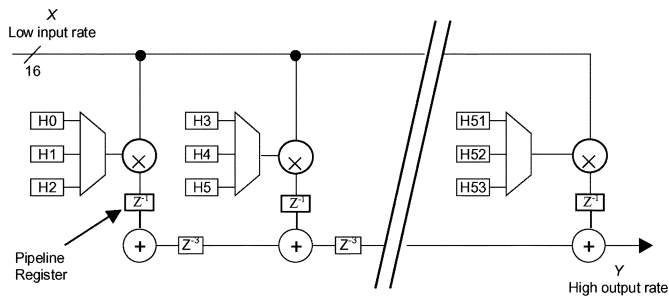 X
Low input rate
16
H0
H1
H2
H3
H4
H5
H51
H52
H53
×
×
×
Z-1
Z-1
Z-1
+
Z-3
+
Z-3
+
Pipeline
Register
Y
High output rate